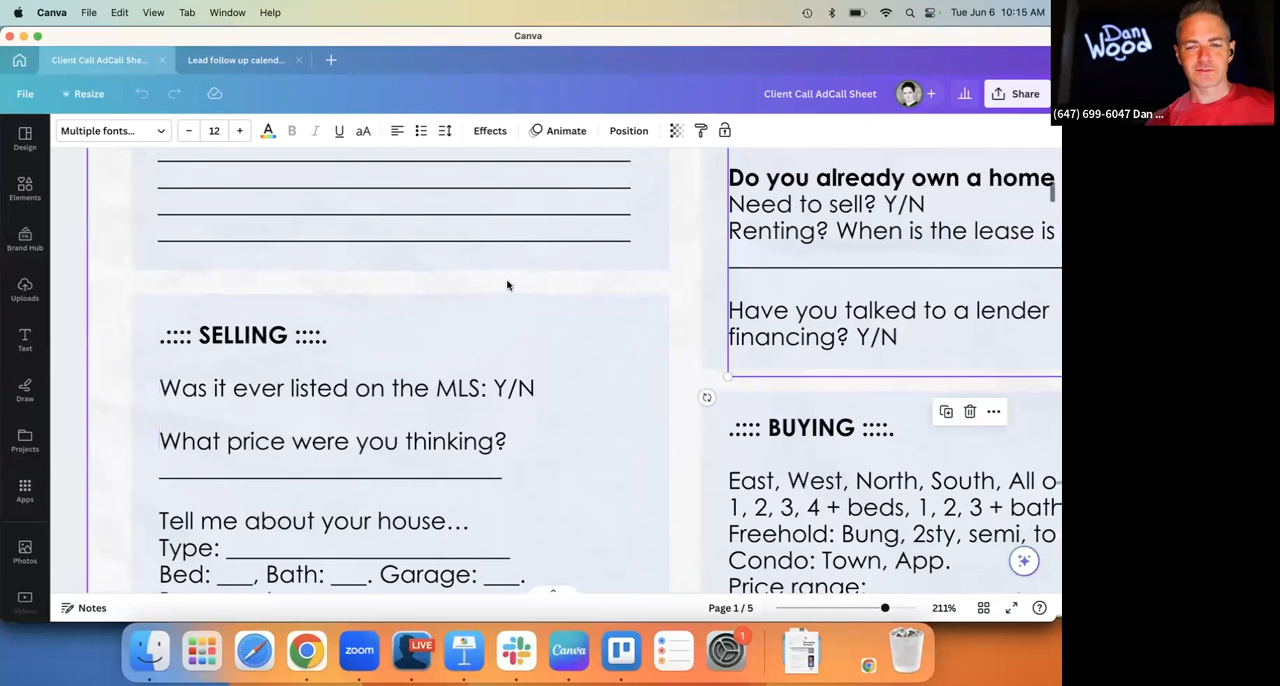 Canva File Edit View Tab Window Help
Tue Jun 6 10:15 AM
Canva
Client Call AdCall She...
Lead follow up calend...
File Resize
Client Call AdCall Sheet
Share
Multiple fonts... 12 A B I U aA Effects Animate Position
Design
Elements
Brand Hub
Uploads
Text
Draw
Projects
Apps
Photos
.:::: SELLING ::::.
Was it ever listed on the MLS: Y/N
What price were you thinking?
Tell me about your house...
Type: ____________________
Bed: ___, Bath: ___. Garage: ___.
Do you already own a home
Need to sell? Y/N
Renting? When is the lease is
Have you talked to a lender
financing? Y/N
.:::: BUYING ::::.
East, West, North, South, All o
1, 2, 3, 4 + beds, 1, 2, 3 + bath
Freehold: Bung, 2sty, semi, to
Condo: Town, App.
Price range:
Notes
Page 1 / 5
211%
LIVE
zoom
Canva
1
Dan
Wood
(647) 699-6047 Dan ...